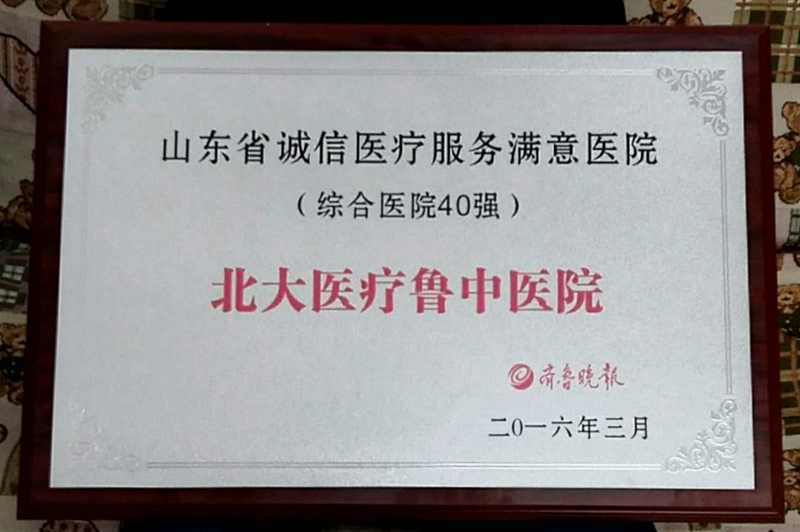 山东省诚信医疗服务满意医院
（综合医院40强）
北大医疗鲁中医院
齐鲁晚报
二0一六年三月